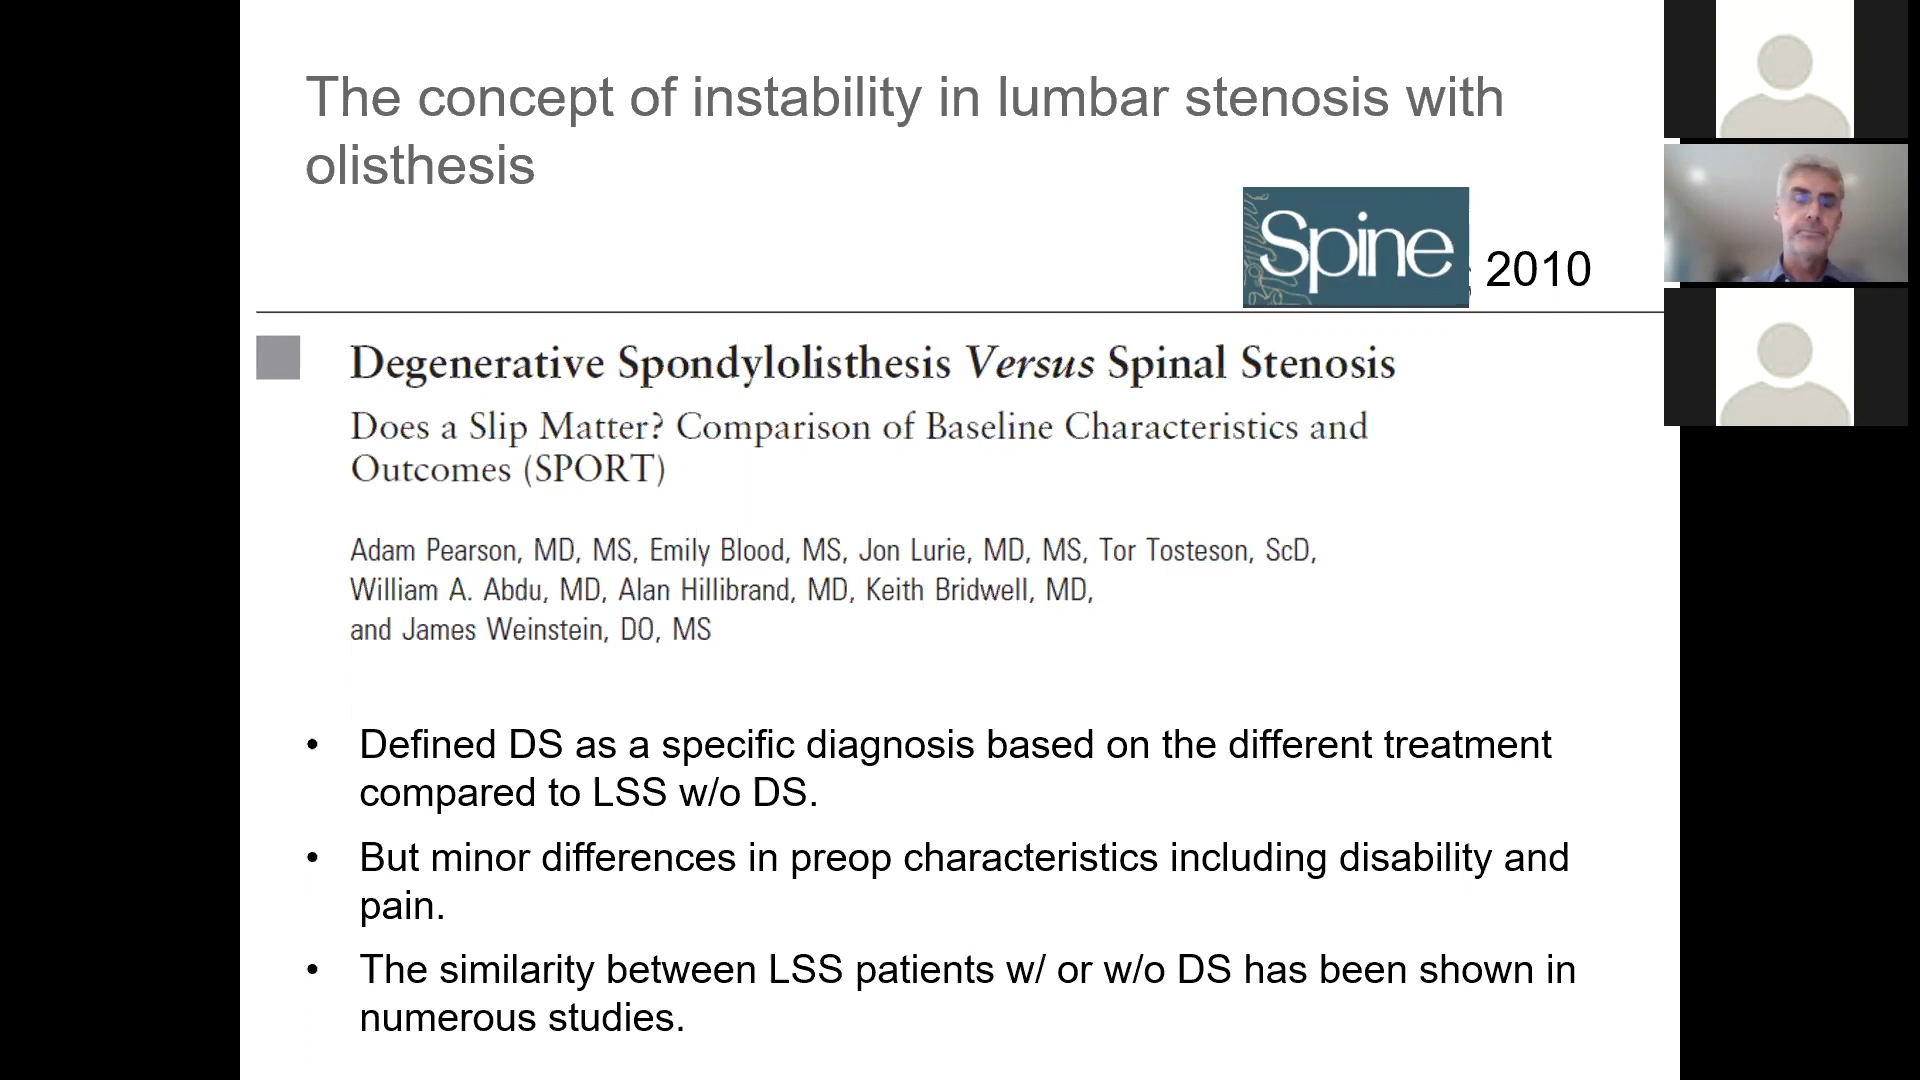 The concept of instability in lumbar stenosis with
olisthesis
Spine
, 2010
Degenerative Spondylolisthesis Versus Spinal Stenosis
Does a Slip Matter? Comparison of Baseline Characteristics and
Outcomes (SPORT)
Adam Pearson, MD, MS, Emily Blood, MS, Jon Lurie, MD, MS, Tor Tosteson, ScD,
William A. Abdu, MD, Alan Hillibrand, MD, Keith Bridwell, MD,
and James Weinstein, DO, MS
• Defined DS as a specific diagnosis based on the different treatment
compared to LSS w/o DS.
• But minor differences in preop characteristics including disability and
pain.
• The similarity between LSS patients w/ or w/o DS has been shown in
numerous studies.